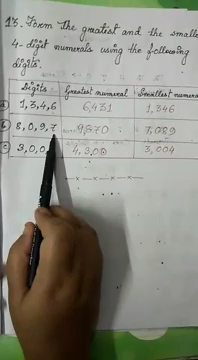 13. Form the greatest and the smalle
4-digit numerals using the following
digits.
Digits Greatest numeral Smallest numera
(a) 1,3,4,6 6,431 1,346
(b) 8,0,9,7 9,870 7,089
(c) 3,0,0, 4,300 3,004